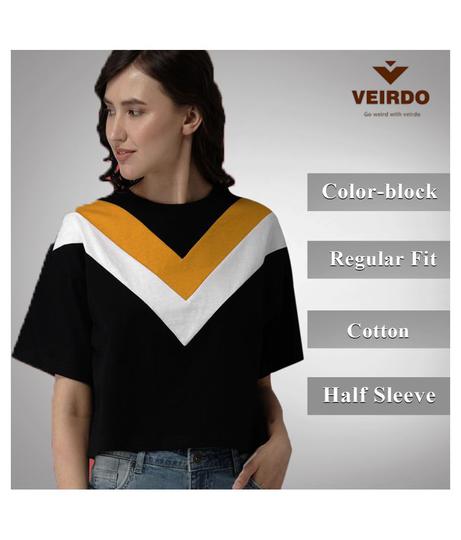 VEIRDO
Go weird with veirdo
Color-block
Regular Fit
Cotton
Half Sleeve